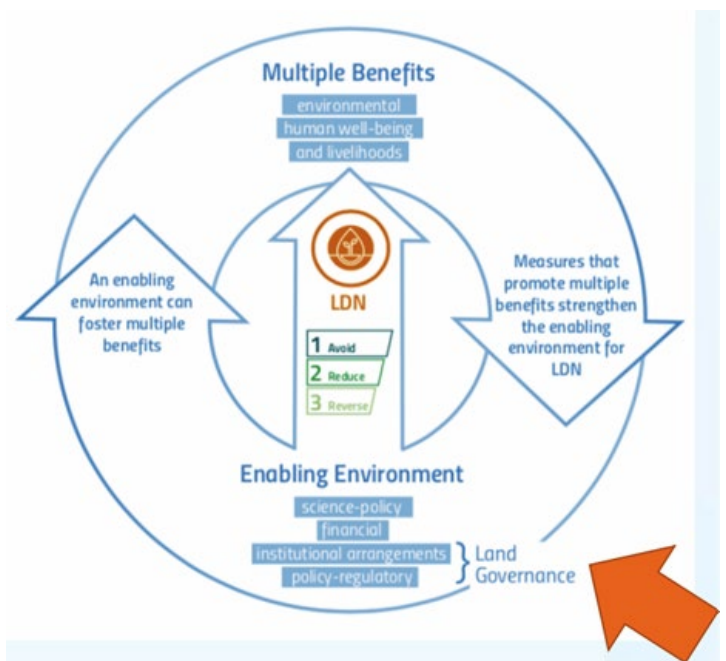 Multiple Benefits
environmental
human well-being
and livelihoods
An enabling
environment can
foster multiple
benefits
LDN
1 Avoid
2 Reduce
3 Reverse
Measures that
promote multiple
benefits strengthen
the enabling
environment for
LDN
Enabling Environment
science-policy
financial
institutional arrangements
policy-regulatory
Land
Governance